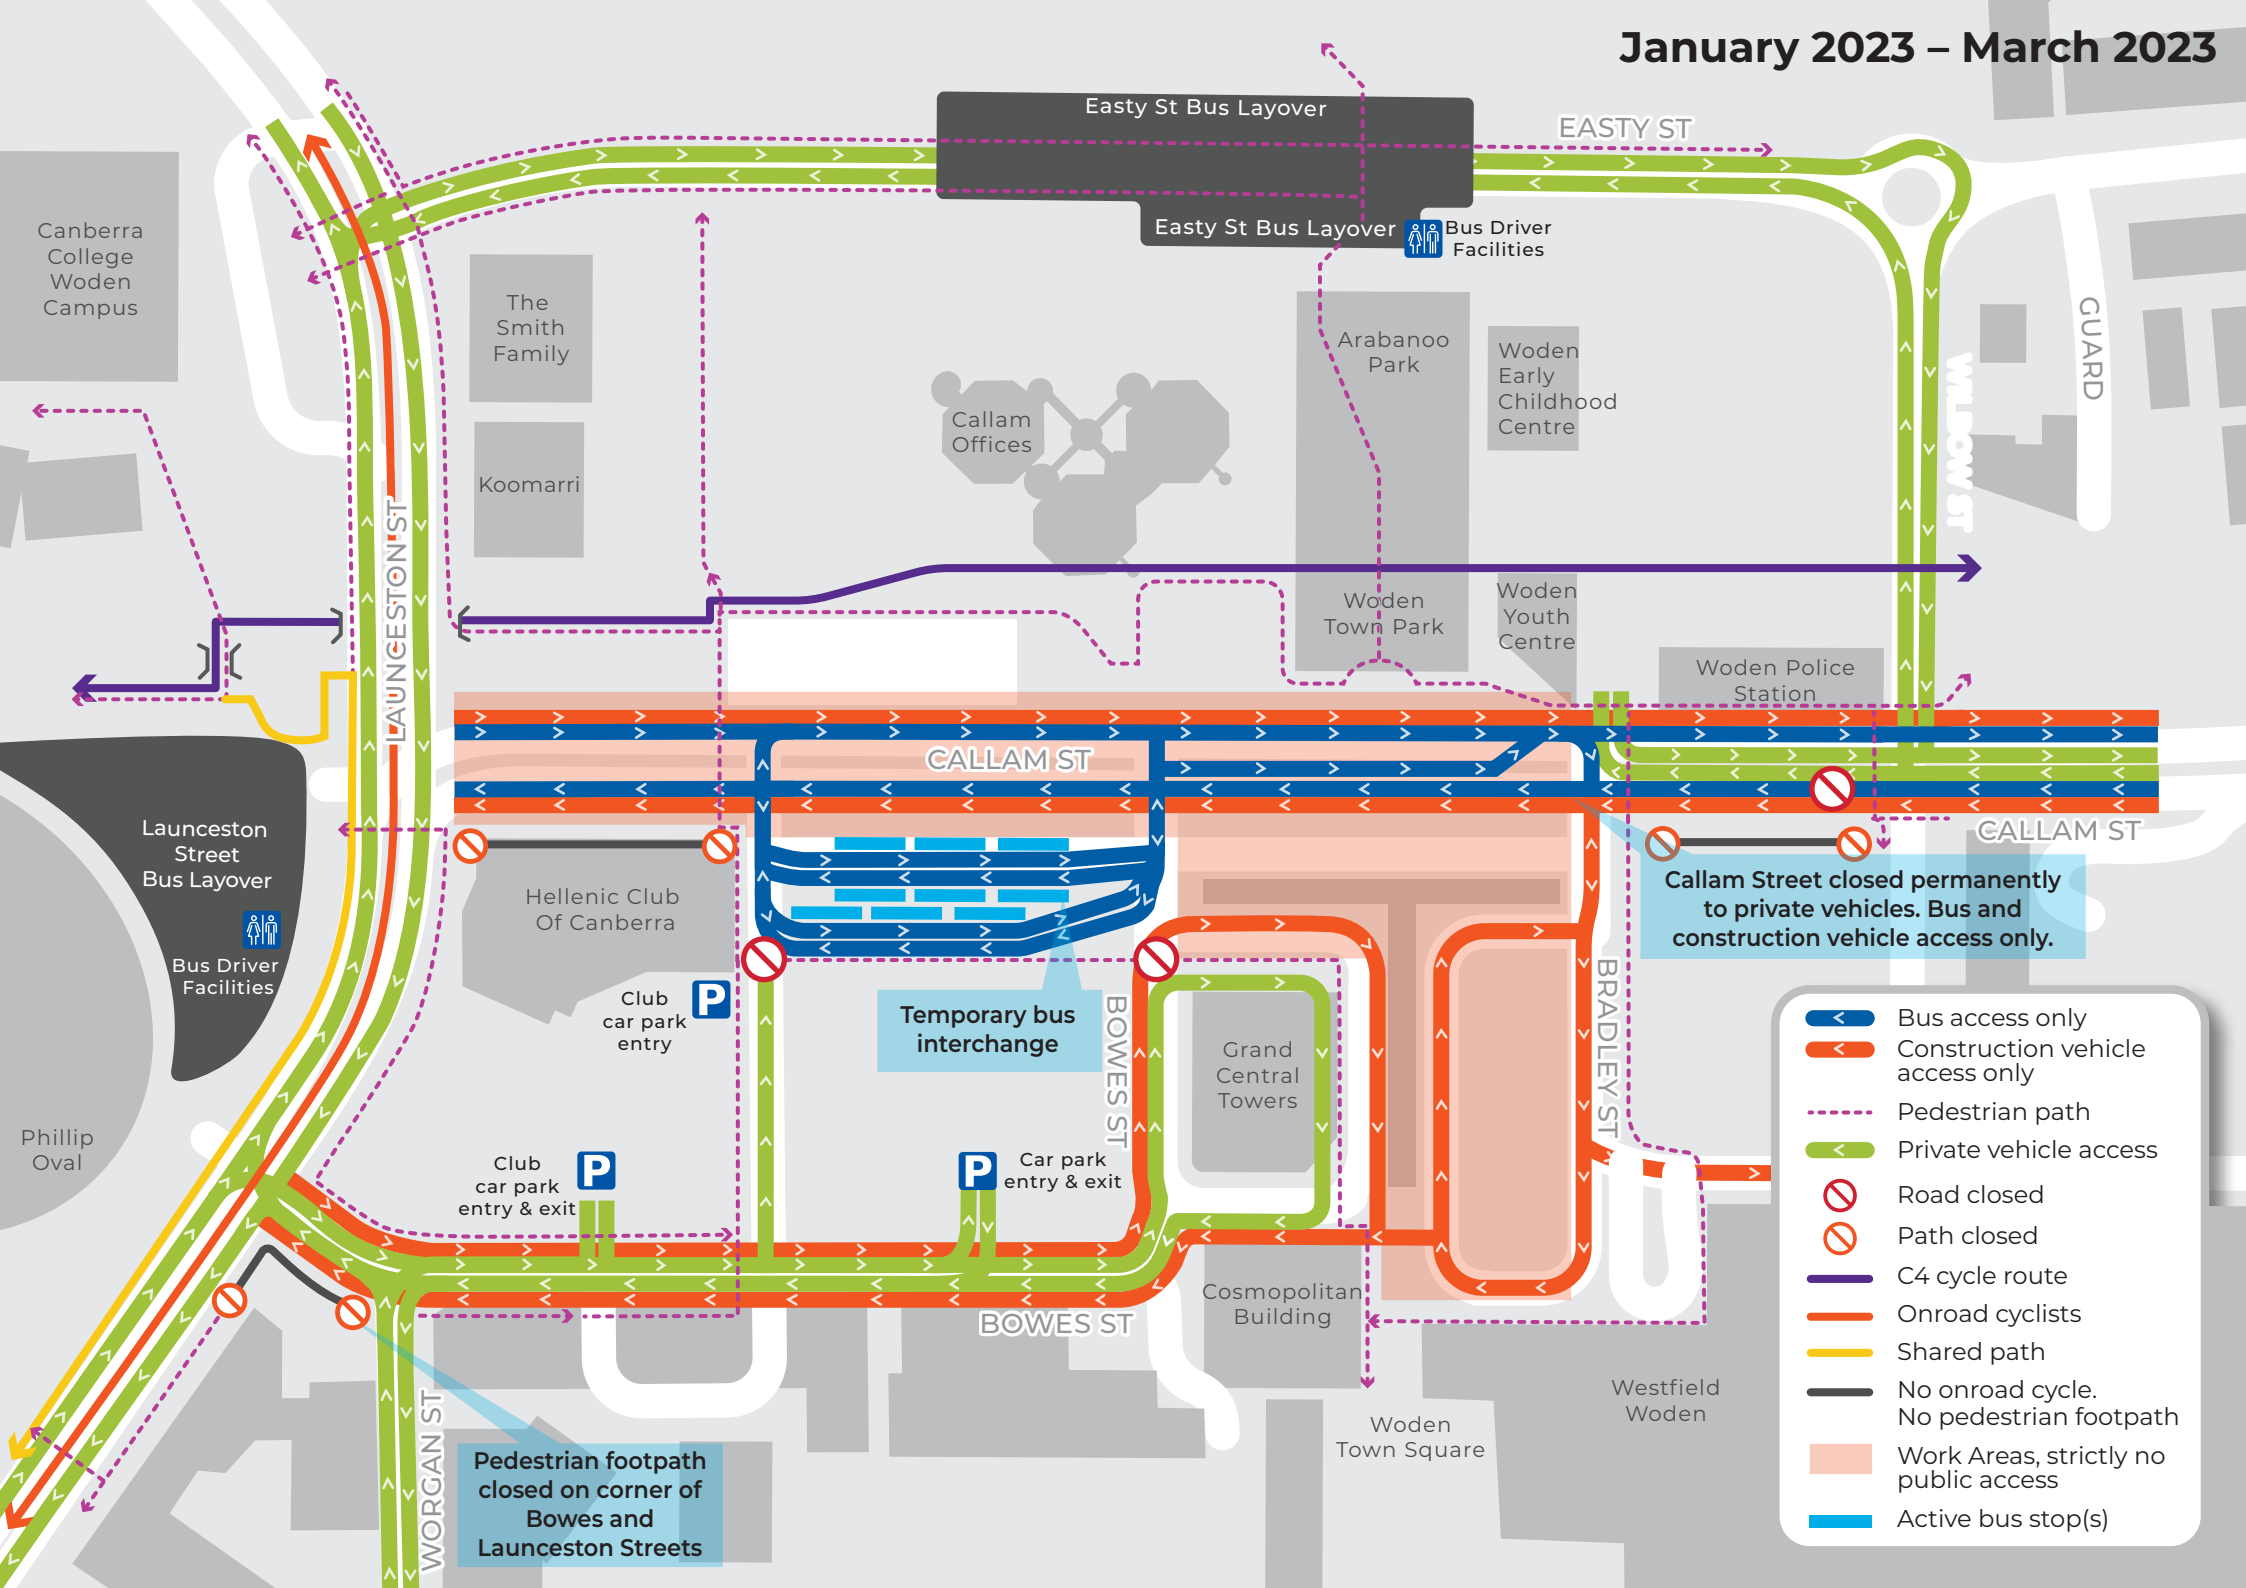 January 2023 – March 2023
Easty St Bus Layover
EASTY ST
Easty St Bus Layover
Bus Driver
Facilities
Canberra
College
Woden
Campus
The
Smith
Family
Koomarri
Callam
Offices
Arabanoo
Park
Woden
Early
Childhood
Centre
GUARD
WILBOW ST
LAUNCESTON ST
Woden
Town Park
Woden
Youth
Centre
Woden Police
Station
CALLAM ST
CALLAM ST
Launceston
Street
Bus Layover
Bus Driver
Facilities
Hellenic Club
Of Canberra
Callam Street closed permanently
to private vehicles. Bus and
construction vehicle access only.
P
Club
car park
entry
Temporary bus
interchange
BOWES ST
Grand
Central
Towers
BRADLEY ST
Phillip
Oval
P
Club
car park
entry & exit
P
Car park
entry & exit
BOWES ST
Cosmopolitan
Building
WORGAN ST
Woden
Town Square
Westfield
Woden
Pedestrian footpath
closed on corner of
Bowes and
Launceston Streets
Bus access only
Construction vehicle
access only
Pedestrian path
Private vehicle access
Road closed
Path closed
C4 cycle route
Onroad cyclists
Shared path
No onroad cycle.
No pedestrian footpath
Work Areas, strictly no
public access
Active bus stop(s)